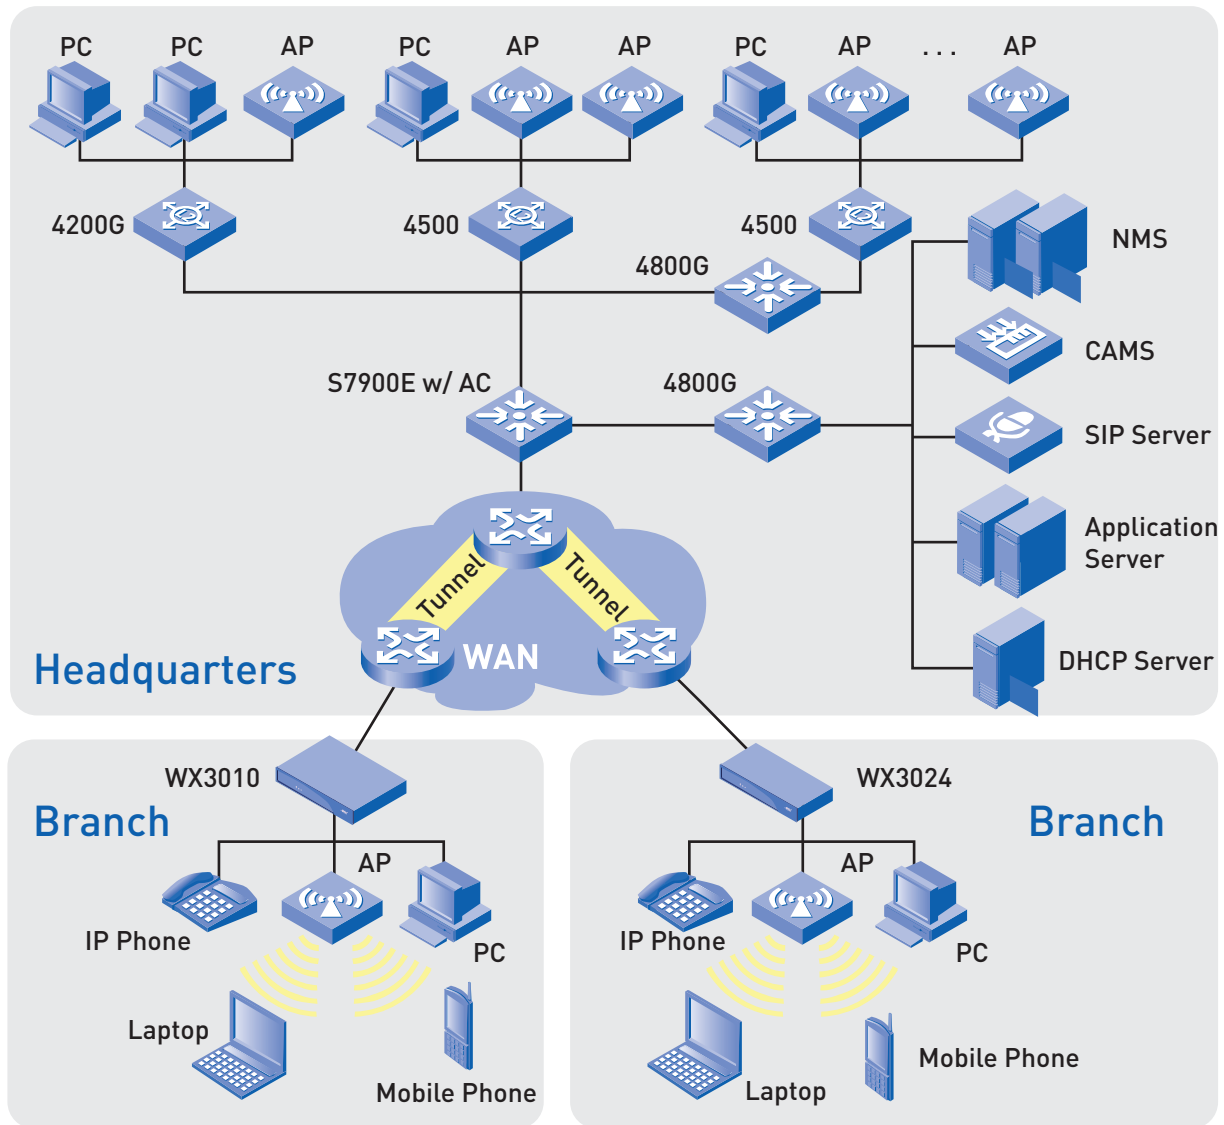 PC PC AP PC AP AP PC AP . . . AP
4200G 4500 4500
NMS
4800G
CAMS
S7900E w/ AC 4800G
SIP Server
Application
Server
Tunnel Tunnel
WAN
DHCP Server
Headquarters
WX3010
Branch
AP
IP Phone
PC
Laptop
Mobile Phone
WX3024
Branch
AP
IP Phone
PC
Mobile Phone
Laptop